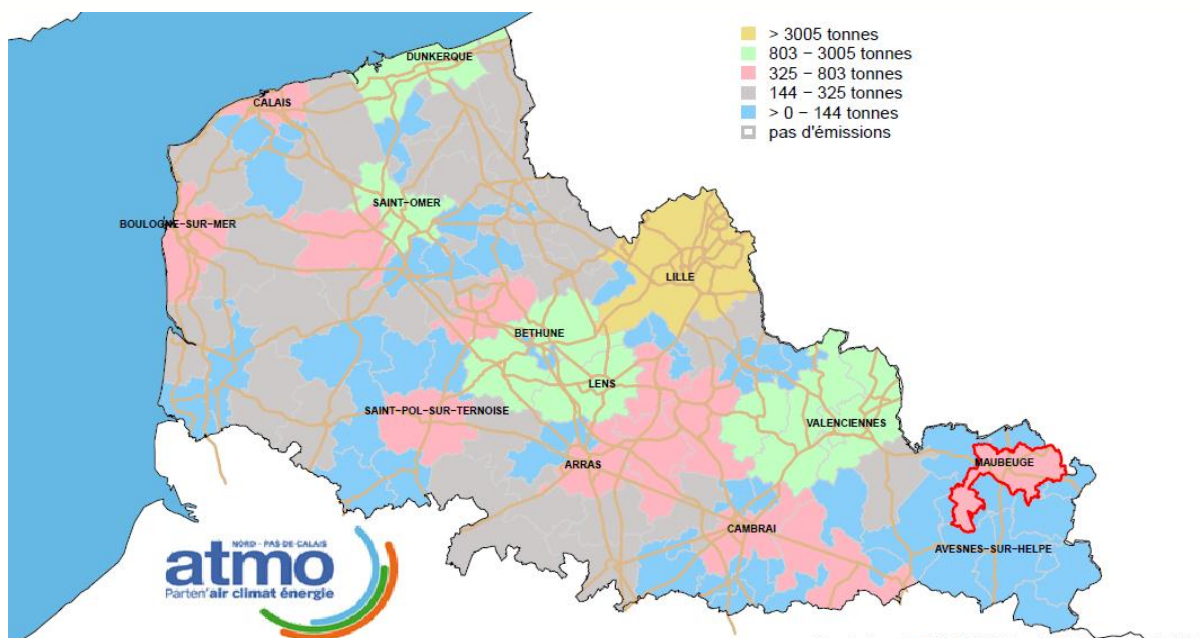 > 3005 tonnes
803 − 3005 tonnes
325 − 803 tonnes
144 − 325 tonnes
> 0 − 144 tonnes
pas d'émissions
DUNKERQUE
CALAIS
SAINT−OMER
BOULOGNE−SUR−MER
LILLE
BETHUNE
LENS
SAINT−POL−SUR−TERNOISE
VALENCIENNES
ARRAS
MAUBEUGE
CAMBRAI
AVESNES−SUR−HELPE
NORD - PAS-DE-CALAIS
atmo
Parten'air climat énergie